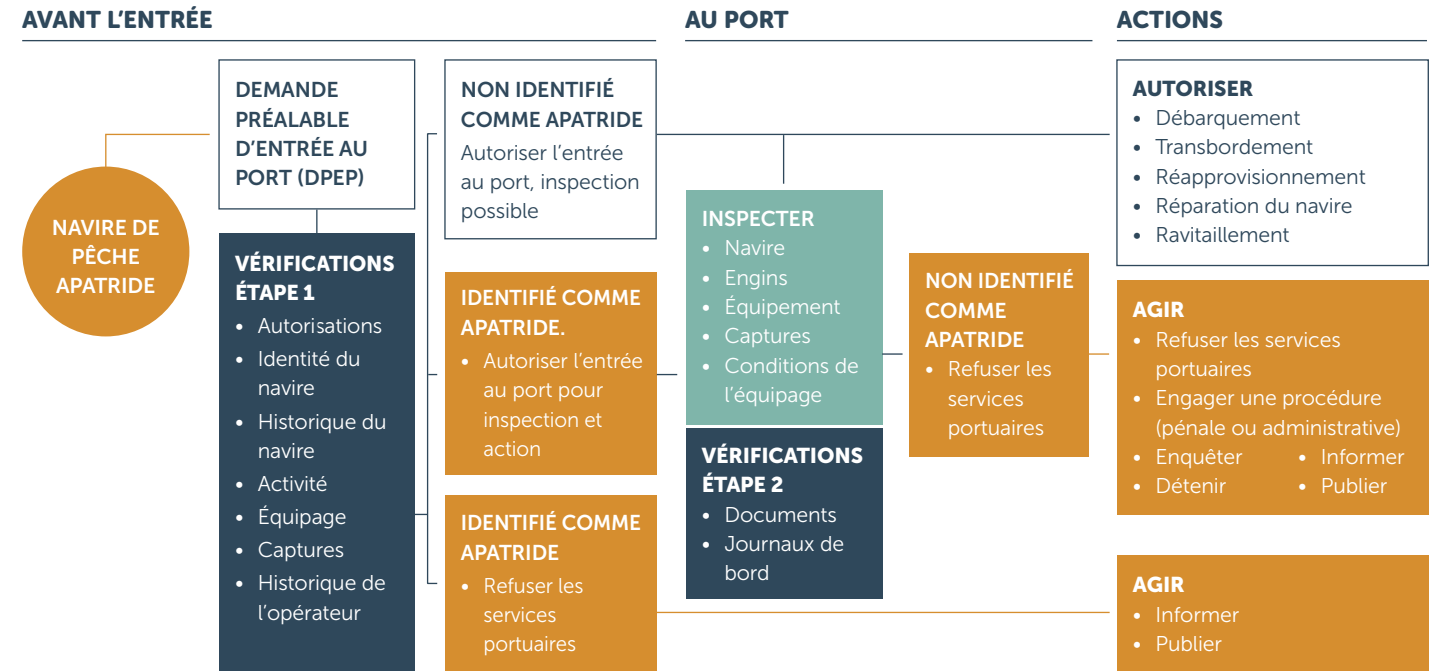 AVANT L'ENTRÉE
AU PORT
ACTIONS
NAVIRE DE
PÊCHE
APATRIDE
DEMANDE
PRÉALABLE
D'ENTRÉE AU
PORT (DPEP)
VÉRIFICATIONS
ÉTAPE 1
• Autorisations
• Identité du
navire
• Historique du
navire
• Activité
• Équipage
• Captures
• Historique de
l'opérateur
NON IDENTIFIÉ
COMME APATRIDE
Autoriser l'entrée
au port, inspection
possible
IDENTIFIÉ COMME
APATRIDE.
• Autoriser l'entrée
au port pour
inspection et
action
IDENTIFIÉ COMME
APATRIDE
• Refuser les
services
portuaires
INSPECTER
• Navire
• Engins
• Équipement
• Captures
• Conditions de
l'équipage
VÉRIFICATIONS
ÉTAPE 2
• Documents
• Journaux de
bord
NON IDENTIFIÉ
COMME
APATRIDE
• Refuser les
services
portuaires
AUTORISER
• Débarquement
• Transbordement
• Réapprovisionnement
• Réparation du navire
• Ravitaillement
AGIR
• Refuser les services
portuaires
• Engager une procédure
(pénale ou administrative)
• Enquêter • Informer
• Détenir • Publier
AGIR
• Informer
• Publier